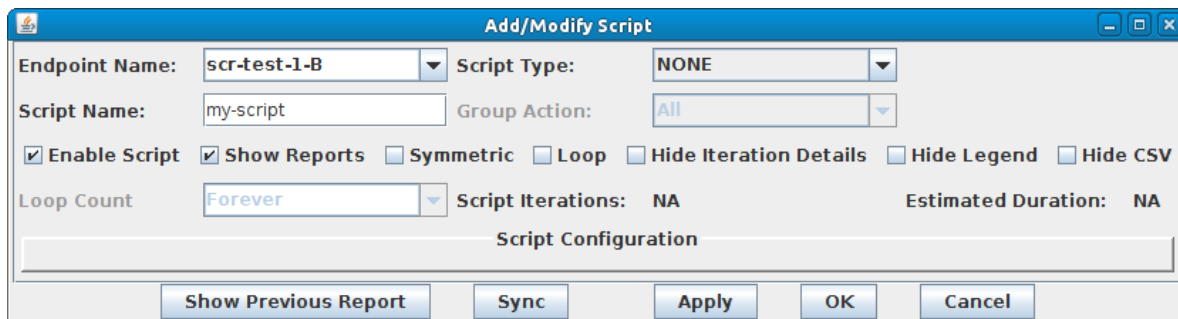 Add/Modify Script
Endpoint Name: scr-test-1-B Script Type: NONE
Script Name: my-script Group Action: All
Enable Script Show Reports Symmetric Loop Hide Iteration Details Hide Legend Hide CSV
Loop Count Forever Script Iterations: NA Estimated Duration: NA
Script Configuration
Show Previous Report Sync Apply OK Cancel